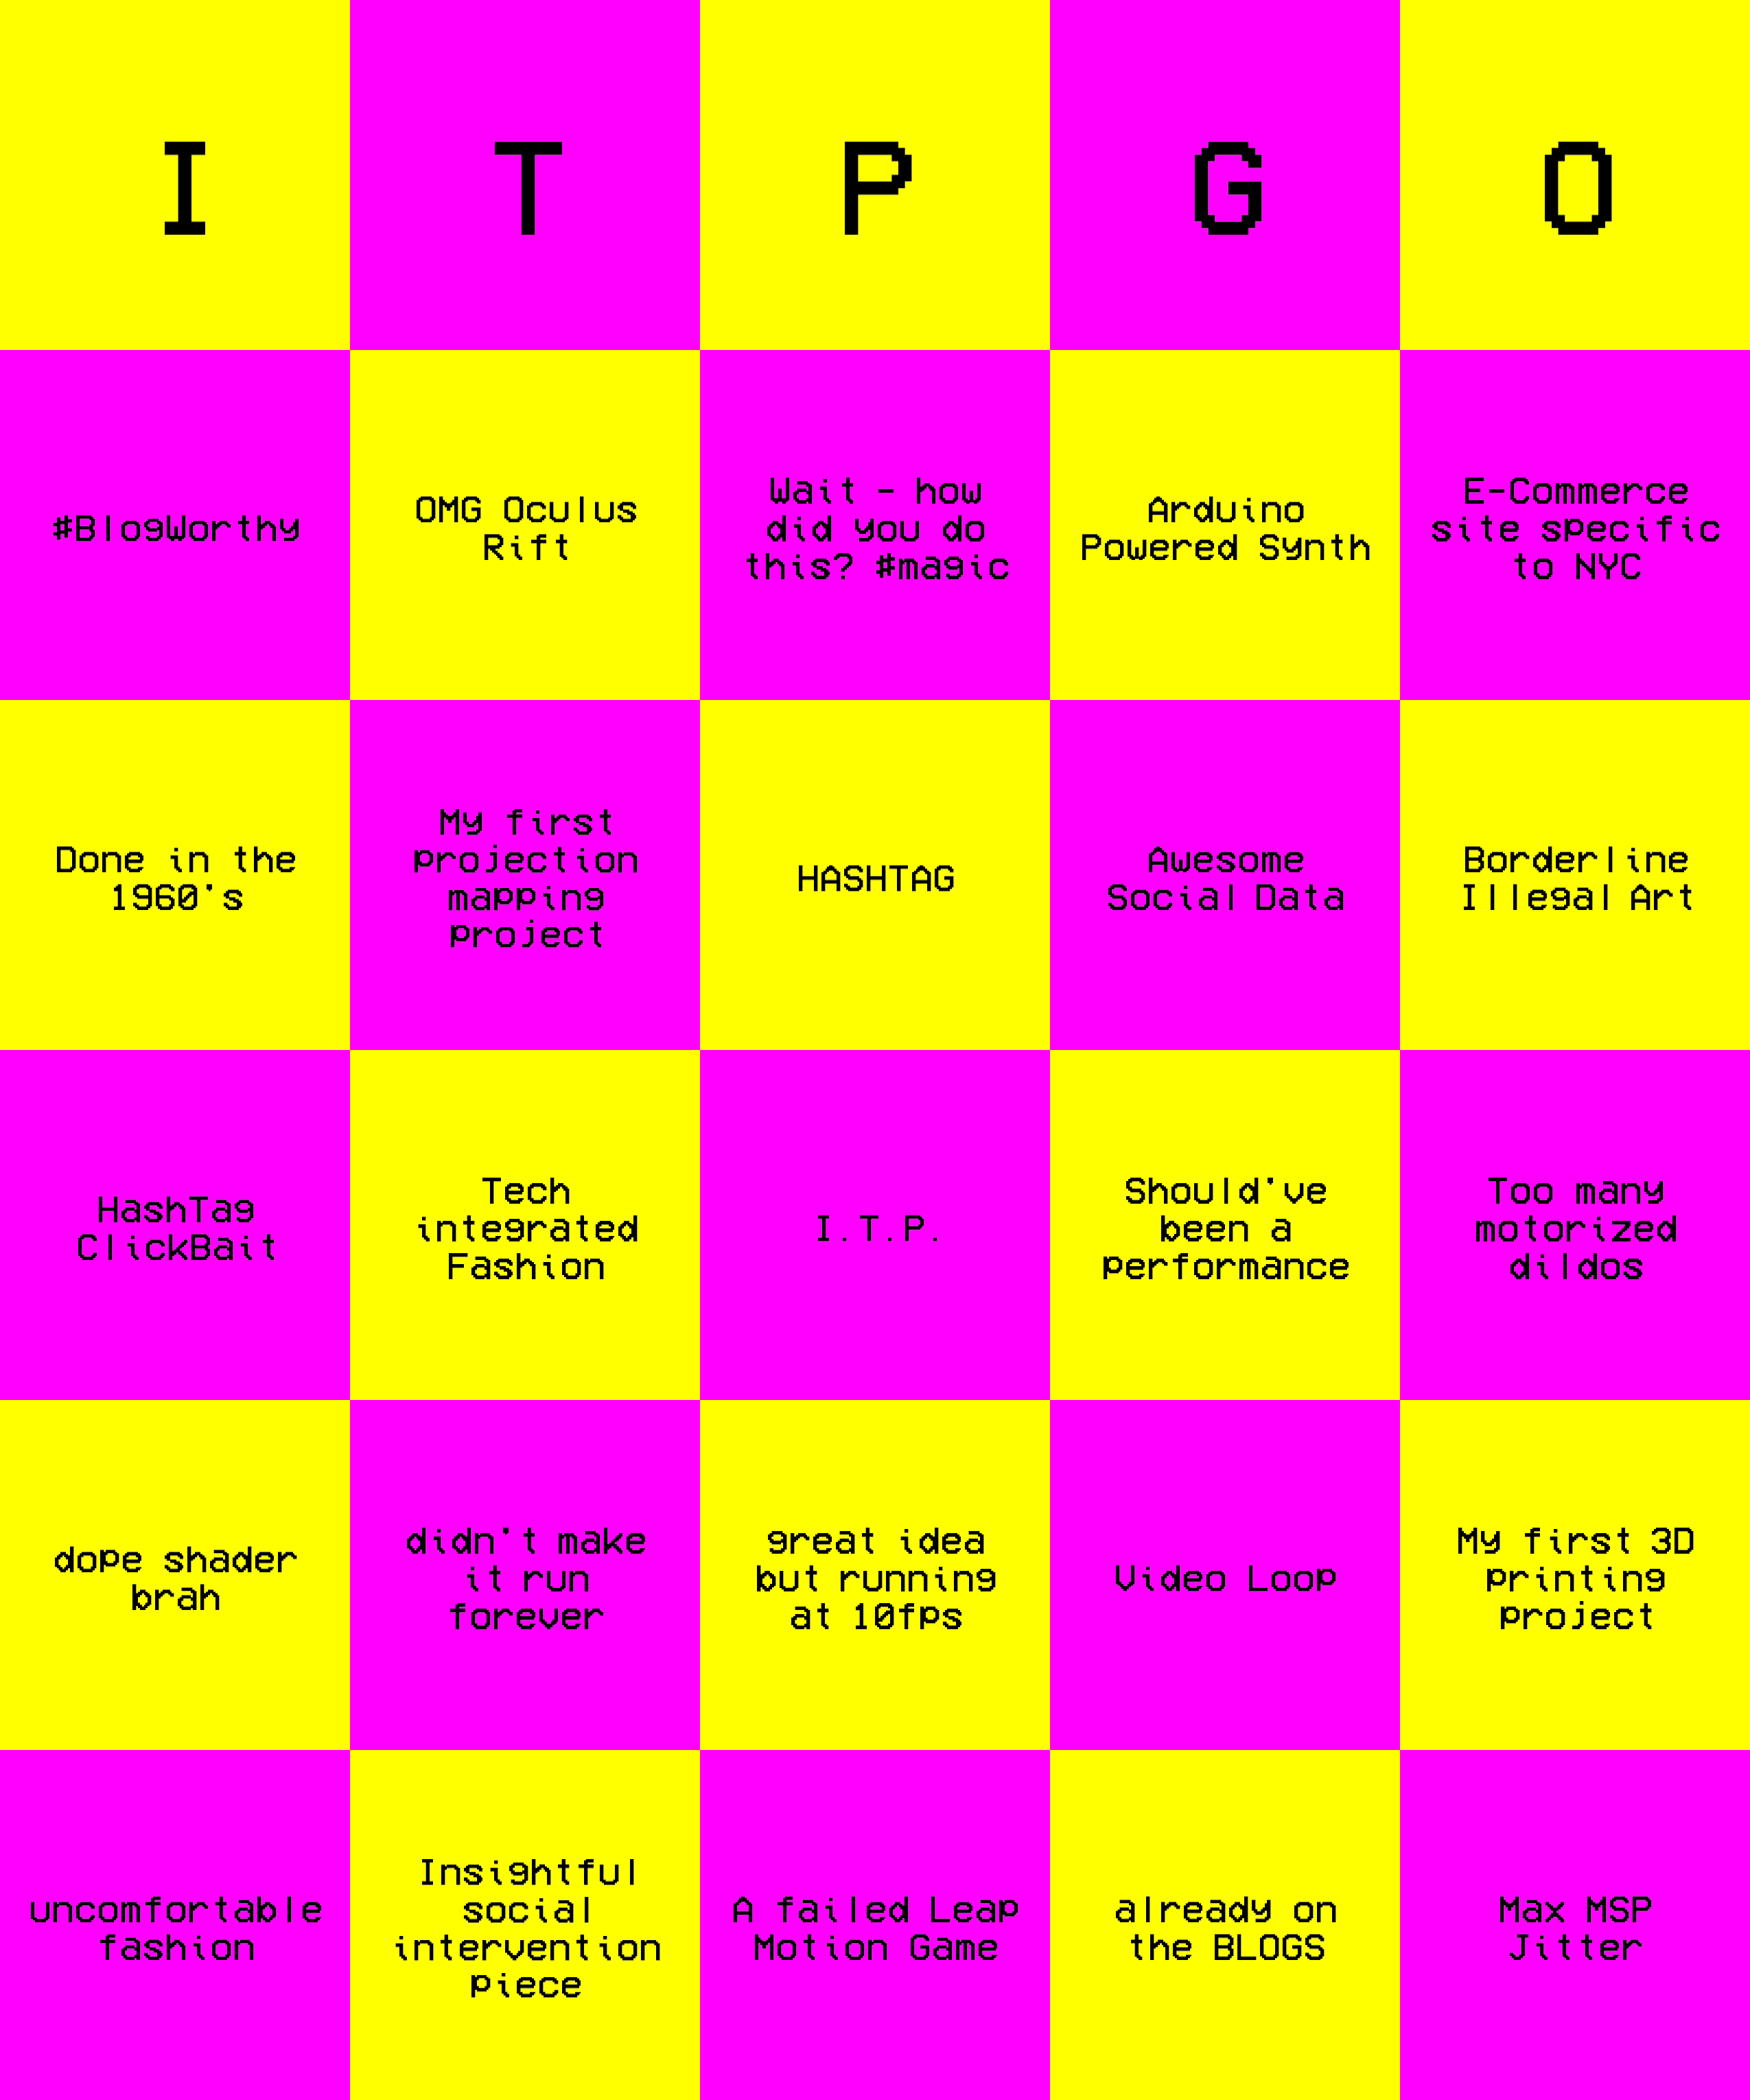 I T P G O
#BlogWorthy
OMG Oculus
Rift
Wait - how
did you do
this? #magic
Arduino
Powered Synth
E-Commerce
site specific
to NYC
Done in the
1960's
My first
projection
mapping
project
HASHTAG
Awesome
Social Data
Borderline
Illegal Art
HashTag
ClickBait
Tech
integrated
Fashion
I.T.P.
Should've
been a
performance
Too many
motorized
dildos
dope shader
brah
didn't make
it run
forever
great idea
but running
at 10fps
Video Loop
My first 3D
printing
project
uncomfortable
fashion
Insightful
social
intervention
piece
A failed Leap
Motion Game
already on
the BLOGS
Max MSP
Jitter